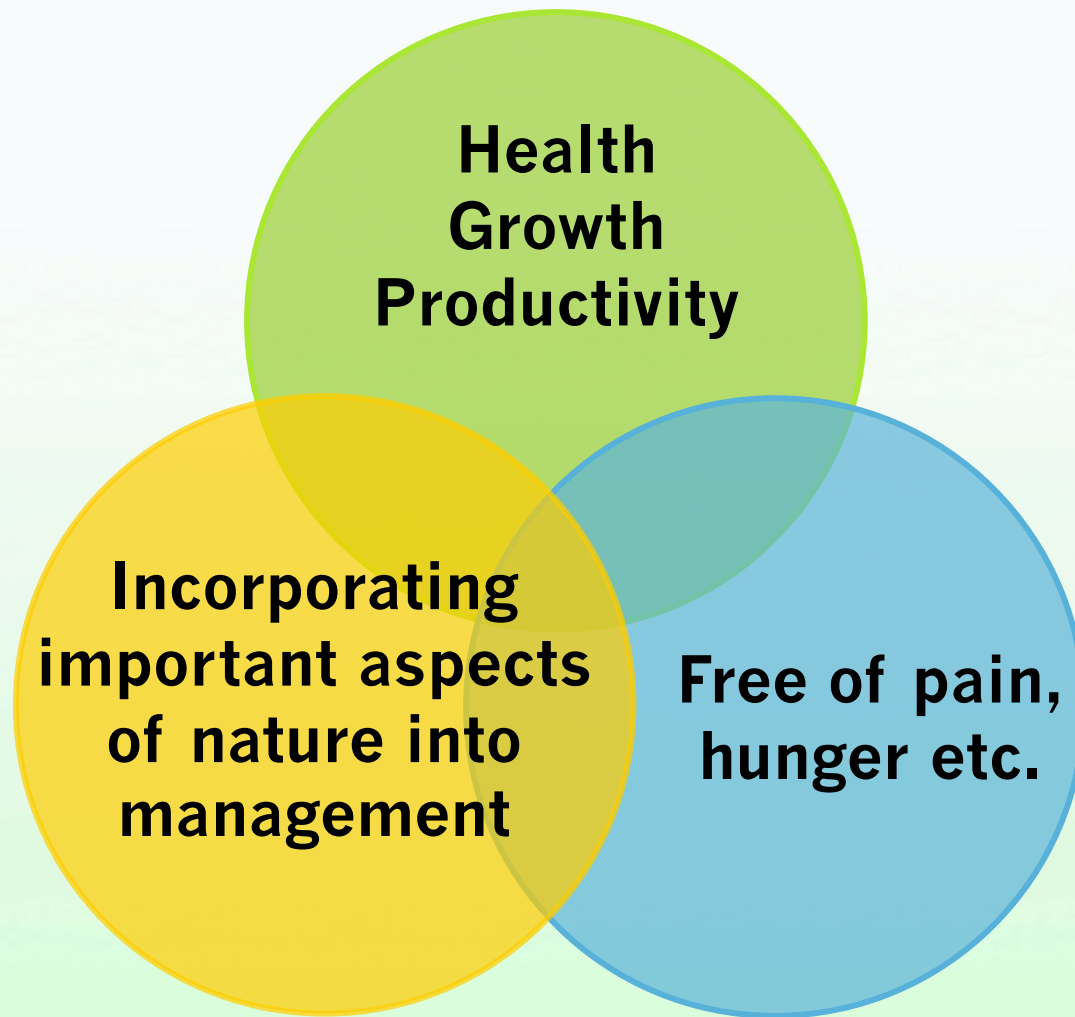 Health
Growth
Productivity
Incorporating
important aspects
of nature into
management
Free of pain,
hunger etc.